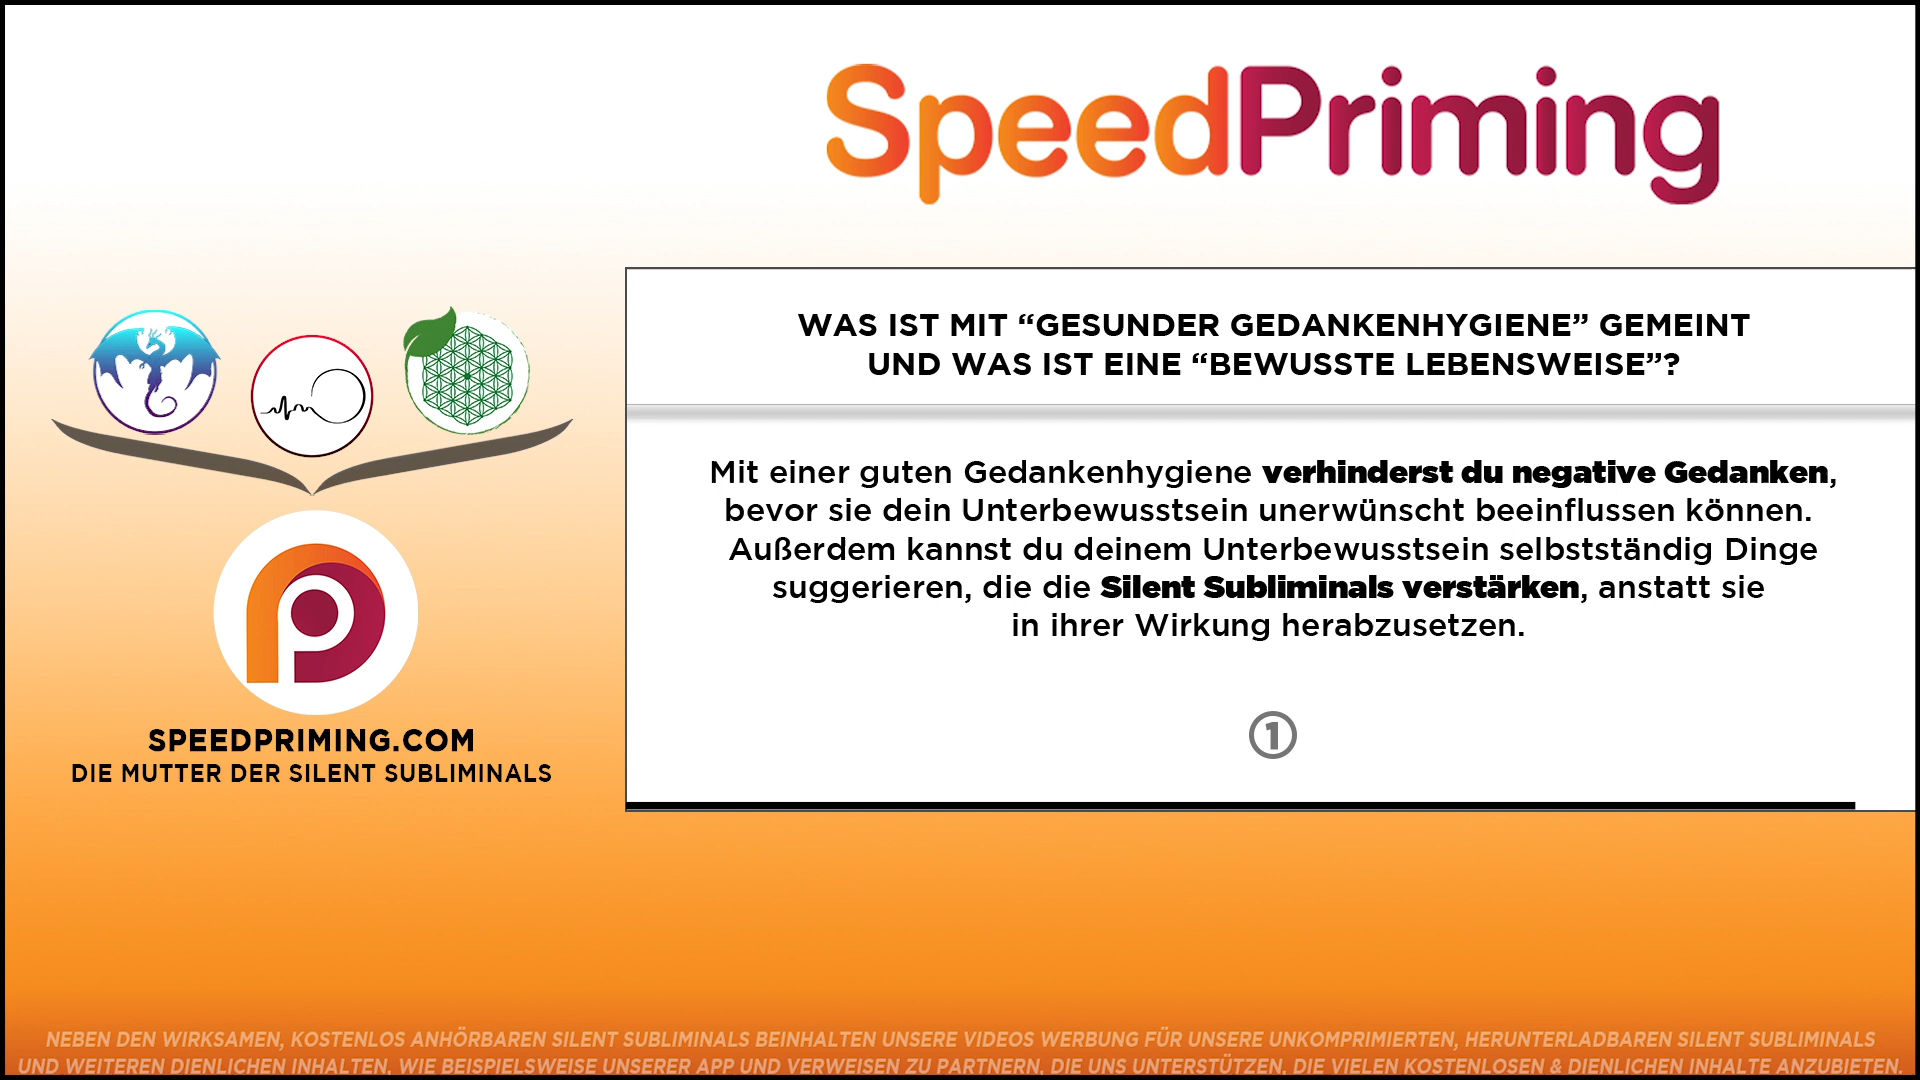 SpeedPriming
WAS IST MIT “GESUNDER GEDANKENHYGIENE” GEMEINT
UND WAS IST EINE “BEWUSSTE LEBENSWEISE”?
Mit einer guten Gedankenhygiene verhinderst du negative Gedanken,
bevor sie dein Unterbewusstsein unerwünscht beeinflussen können.
Außerdem kannst du deinem Unterbewusstsein selbstständig Dinge
suggerieren, die die Silent Subliminals verstärken, anstatt sie
in ihrer Wirkung herabzusetzen.
①
SPEEDPRIMING.COM
DIE MUTTER DER SILENT SUBLIMINALS
NEBEN DEN WIRKSAMEN, KOSTENLOS ANHÖRBAREN SILENT SUBLIMINALS BEINHALTEN UNSERE VIDEOS WERBUNG FÜR UNSERE UNKOMPRIMIERTEN, HERUNTERLADBAREN SILENT SUBLIMINALS
UND WEITEREN DIENLICHEN INHALTEN, WIE BEISPIELSWEISE UNSERER APP UND VERWEISEN ZU PARTNERN, DIE UNS UNTERSTÜTZEN, DIE VIELEN KOSTENLOSEN & DIENLICHEN INHALTE ANZUBIETEN.